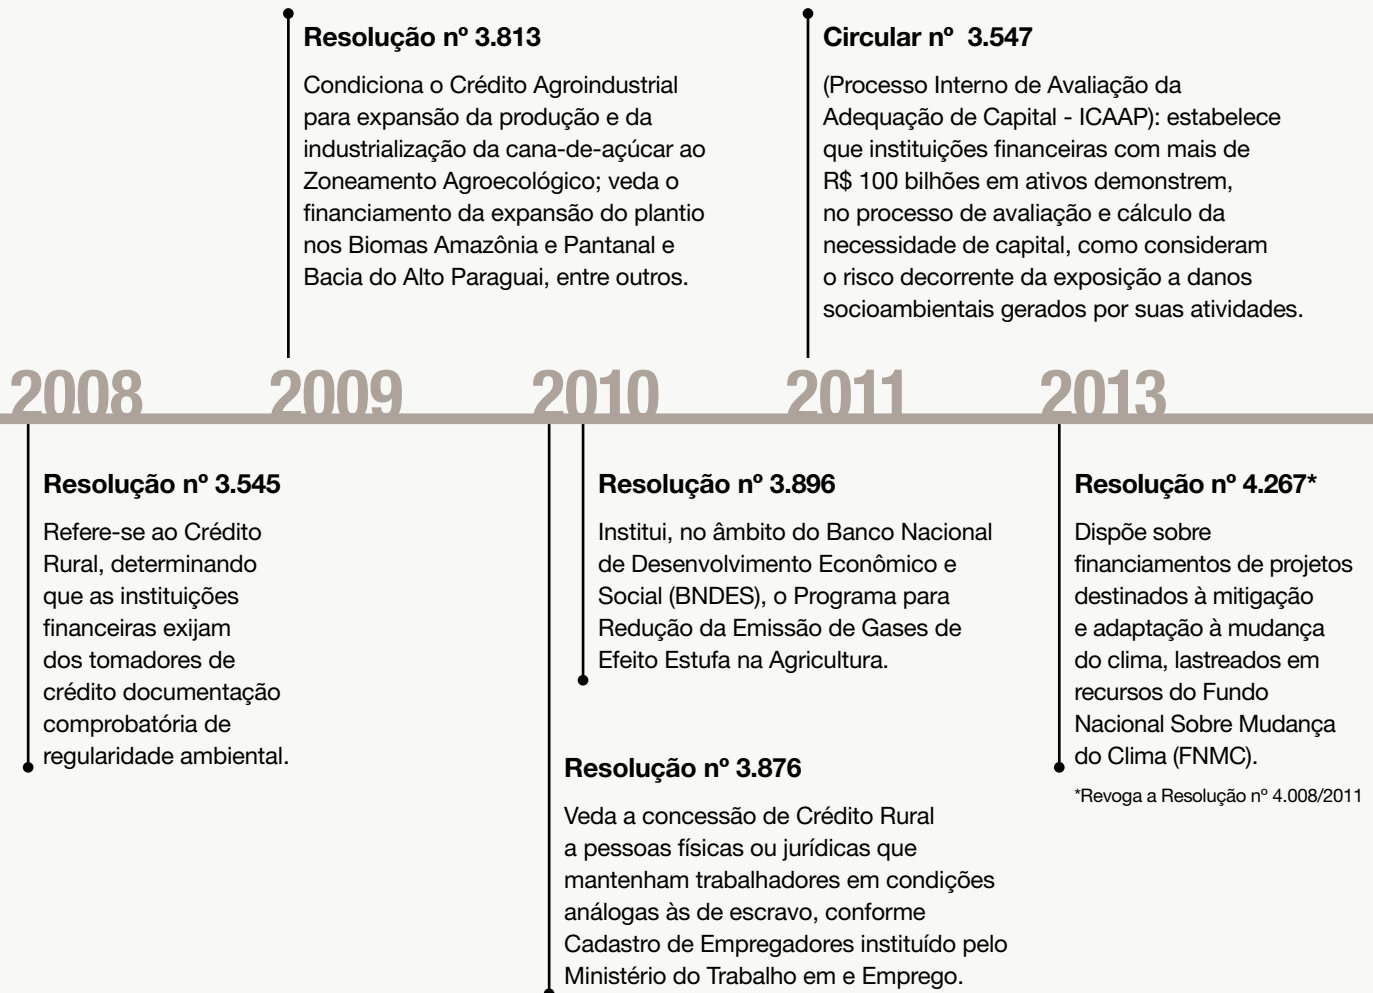 Resolução nº 3.813
Condiciona o Crédito Agroindustrial
para expansão da produção e da
industrialização da cana-de-açúcar ao
Zoneamento Agroecológico; veda o
financiamento da expansão do plantio
nos Biomas Amazônia e Pantanal e
Bacia do Alto Paraguai, entre outros.
Circular nº 3.547
(Processo Interno de Avaliação da
Adequação de Capital - ICAAP): estabelece
que instituições financeiras com mais de
R$ 100 bilhões em ativos demonstrem,
no processo de avaliação e cálculo da
necessidade de capital, como consideram
o risco decorrente da exposição a danos
socioambientais gerados por suas atividades.
2008 2009 2010 2011 2013
Resolução nº 3.545
Refere-se ao Crédito
Rural, determinando
que as instituições
financeiras exijam
dos tomadores de
crédito documentação
comprobatória de
regularidade ambiental.
Resolução nº 3.896
Institui, no âmbito do Banco Nacional
de Desenvolvimento Econômico e
Social (BNDES), o Programa para
Redução da Emissão de Gases de
Efeito Estufa na Agricultura.
Resolução nº 3.876
Veda a concessão de Crédito Rural
a pessoas físicas ou jurídicas que
mantenham trabalhadores em condições
análogas às de escravo, conforme
Cadastro de Empregadores instituído pelo
Ministério do Trabalho em e Emprego.
Resolução nº 4.267*
Dispõe sobre
financiamentos de projetos
destinados à mitigação
e adaptação à mudança
do clima, lastreados em
recursos do Fundo
Nacional Sobre Mudança
do Clima (FNMC).
*Revoga a Resolução nº 4.008/2011